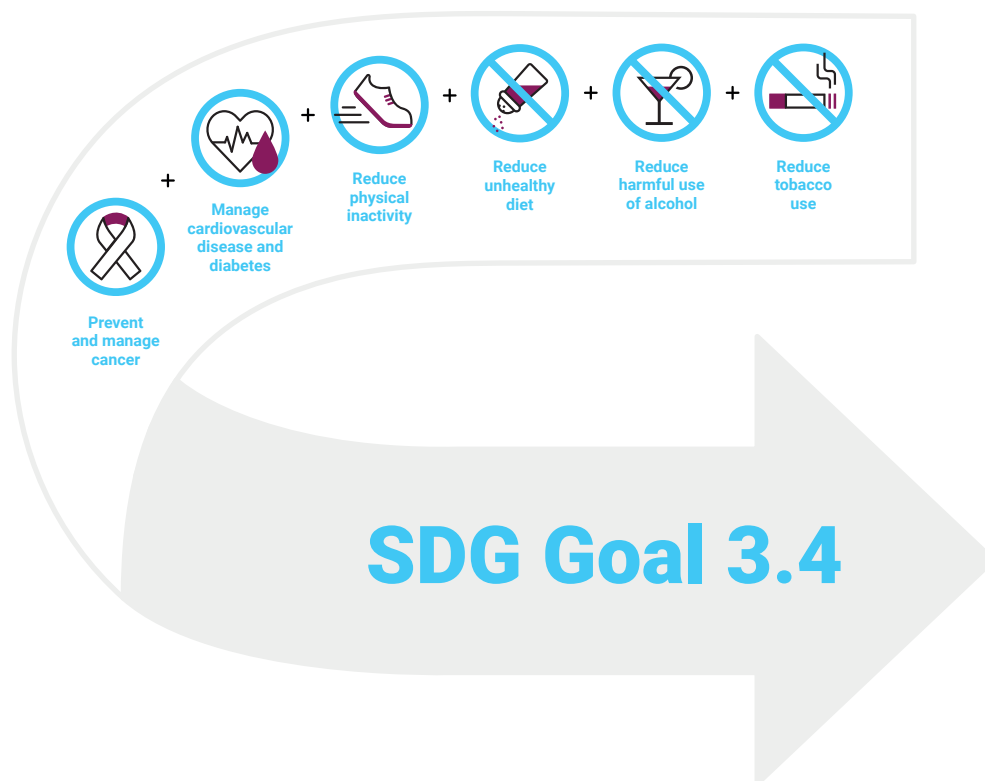 Prevent
and manage
cancer
+
Manage
cardiovascular
disease and
diabetes
+
Reduce
physical
inactivity
+
Reduce
unhealthy
diet
+
Reduce
harmful use
of alcohol
+
Reduce
tobacco
use
SDG Goal 3.4